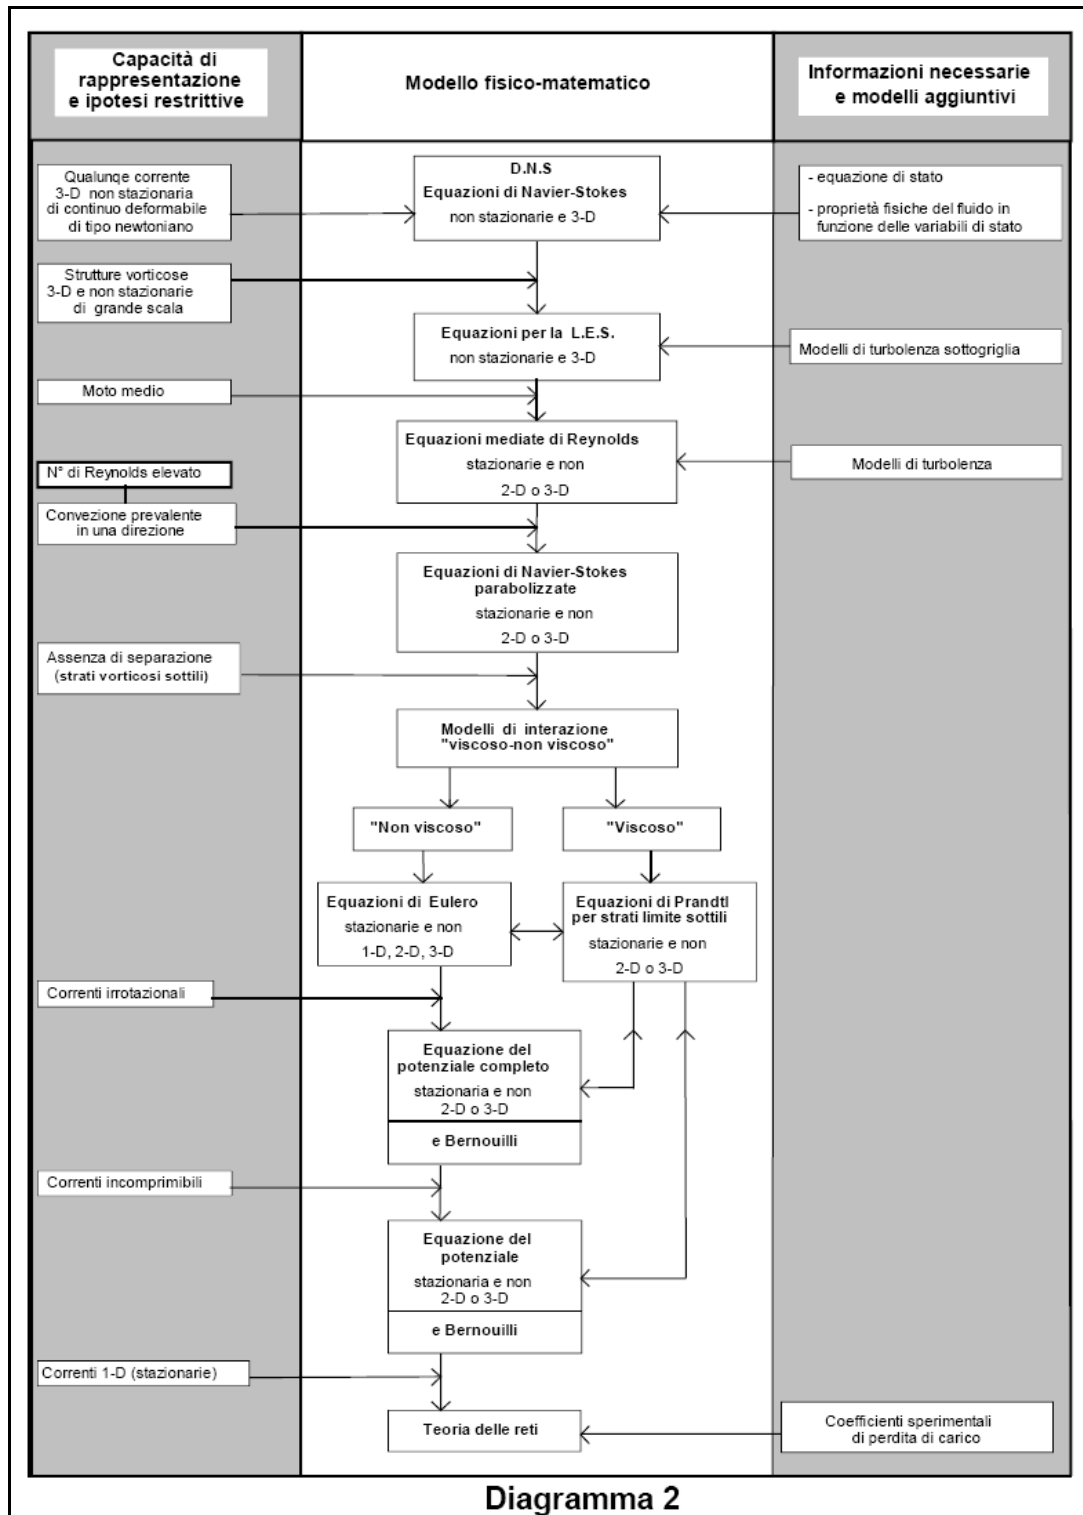 Capacità di
rappresentazione
e ipotesi restrittive
Modello fisico-matematico
Informazioni necessarie
e modelli aggiuntivi
Qualunqe corrente
3-D non stazionaria
di continuo deformabile
di tipo newtoniano
D.N.S
Equazioni di Navier-Stokes
non stazionarie e 3-D
- equazione di stato
- proprietà fisiche del fluido in
funzione delle variabili di stato
Strutture vorticose
3-D e non stazionarie
di grande scala
Equazioni per la L.E.S.
non stazionarie e 3-D
Modelli di turbolenza sottogriglia
Moto medio
Equazioni mediate di Reynolds
stazionarie e non
2-D o 3-D
Modelli di turbolenza
N° di Reynolds elevato
Convezione prevalente
in una direzione
Equazioni di Navier-Stokes
parabolizzate
stazionarie e non
2-D o 3-D
Assenza di separazione
(strati vorticosi sottili)
Modelli di interazione
"viscoso-non viscoso"
"Non viscoso"
"Viscoso"
Equazioni di Eulero
stazionarie e non
1-D, 2-D, 3-D
Equazioni di Prandtl
per strati limite sottili
stazionarie e non
2-D o 3-D
Correnti irrotazionali
Equazione del
potenziale completo
stazionaria e non
2-D o 3-D
e Bernouilli
Correnti incomprimibili
Equazione del
potenziale
stazionaria e non
2-D o 3-D
e Bernouilli
Correnti 1-D (stazionarie)
Teoria delle reti
Coefficienti sperimentali
di perdita di carico
Diagramma 2